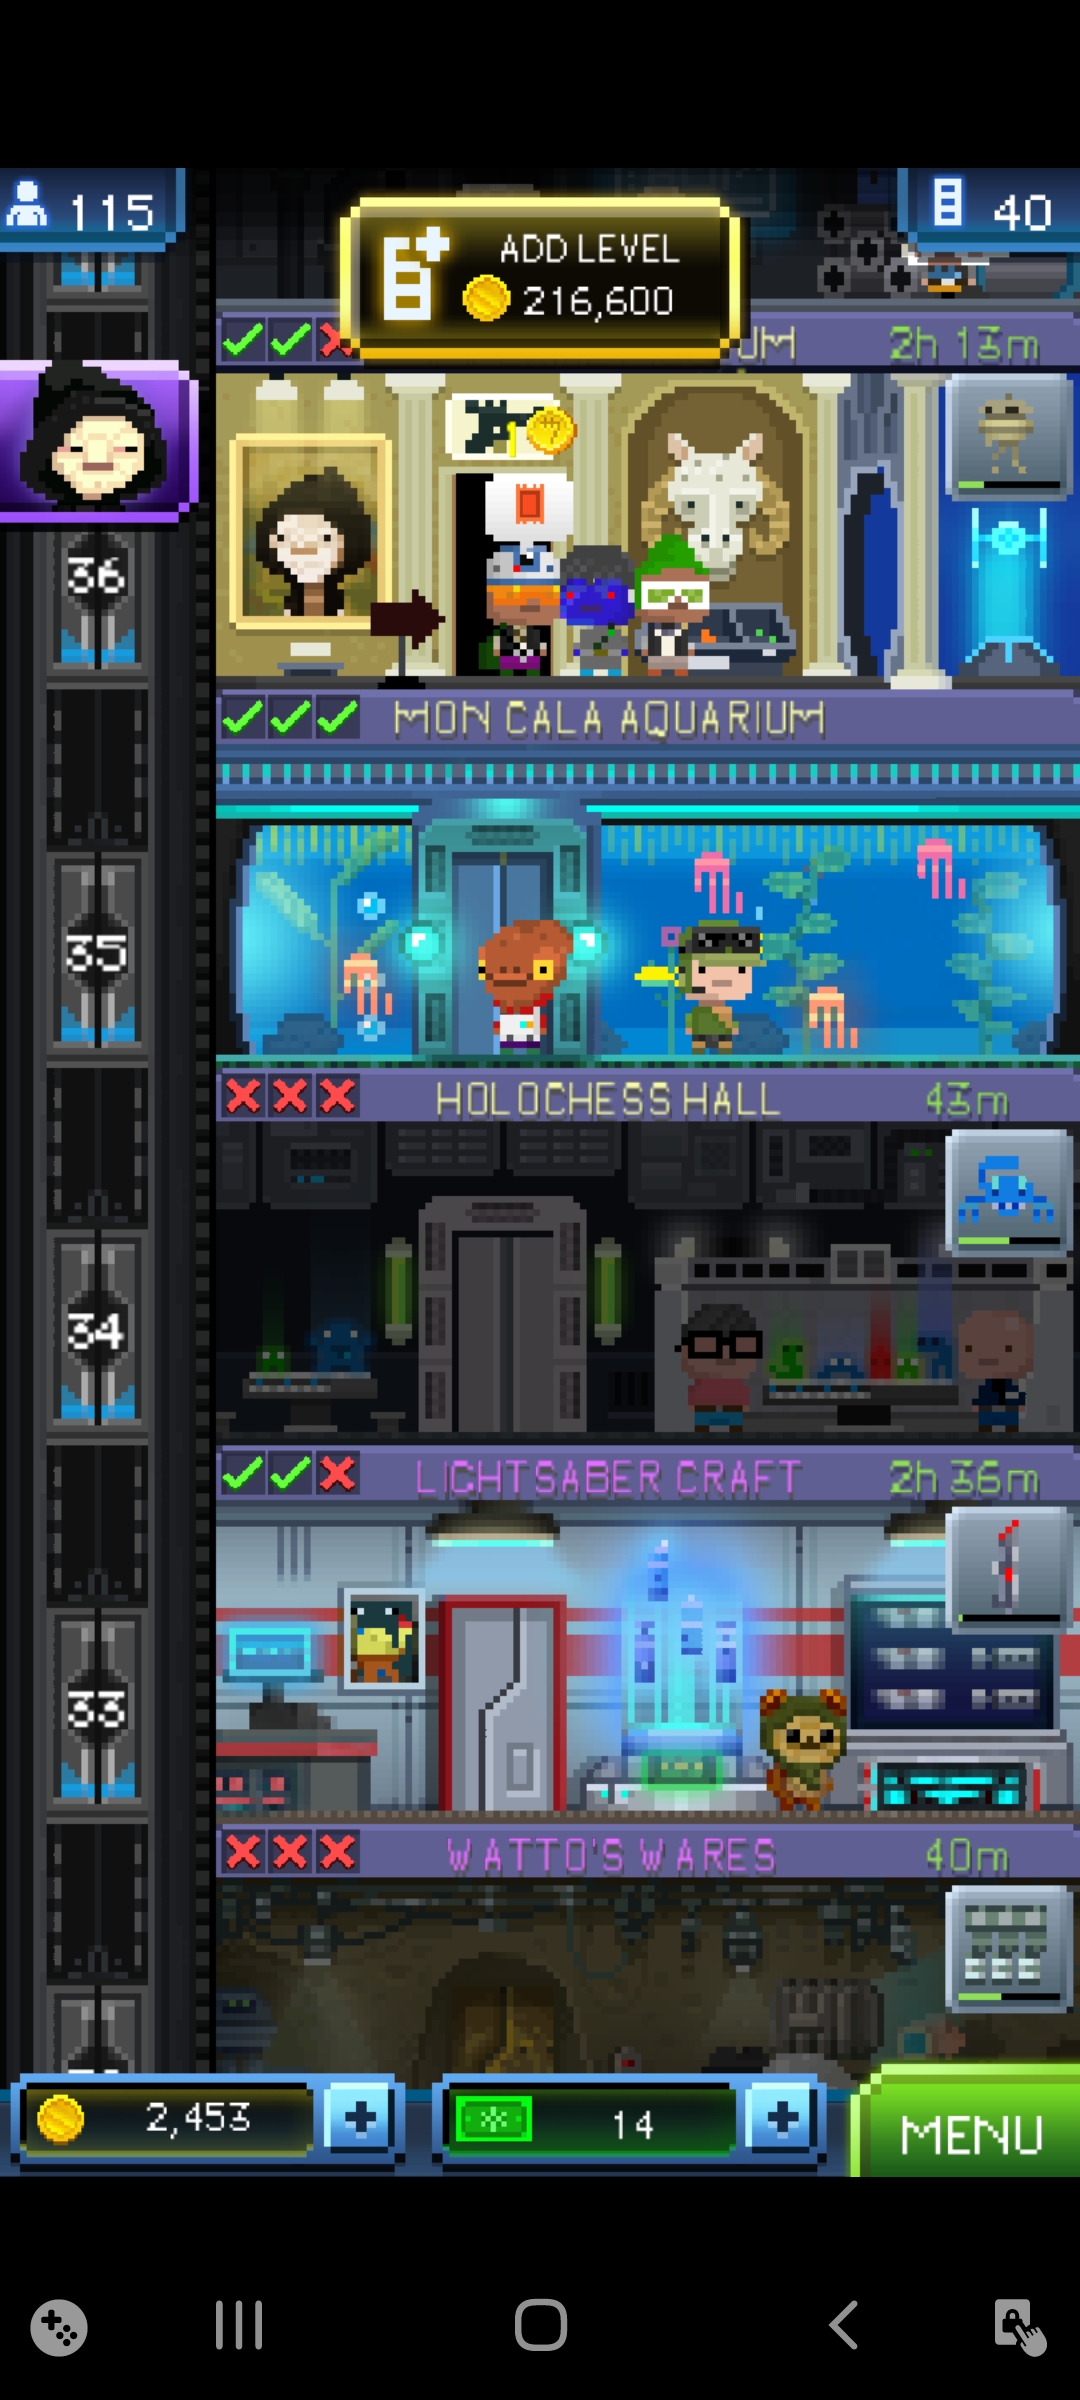 115
ADD LEVEL
216,600
40
UM
2h 13m
36
MON CALA AQUARIUM
35
HOLOCHESS HALL
43m
34
LIGHTSABER CRAFT
2h 36m
33
WATTO'S WARES
40m
2,453
14
MENU